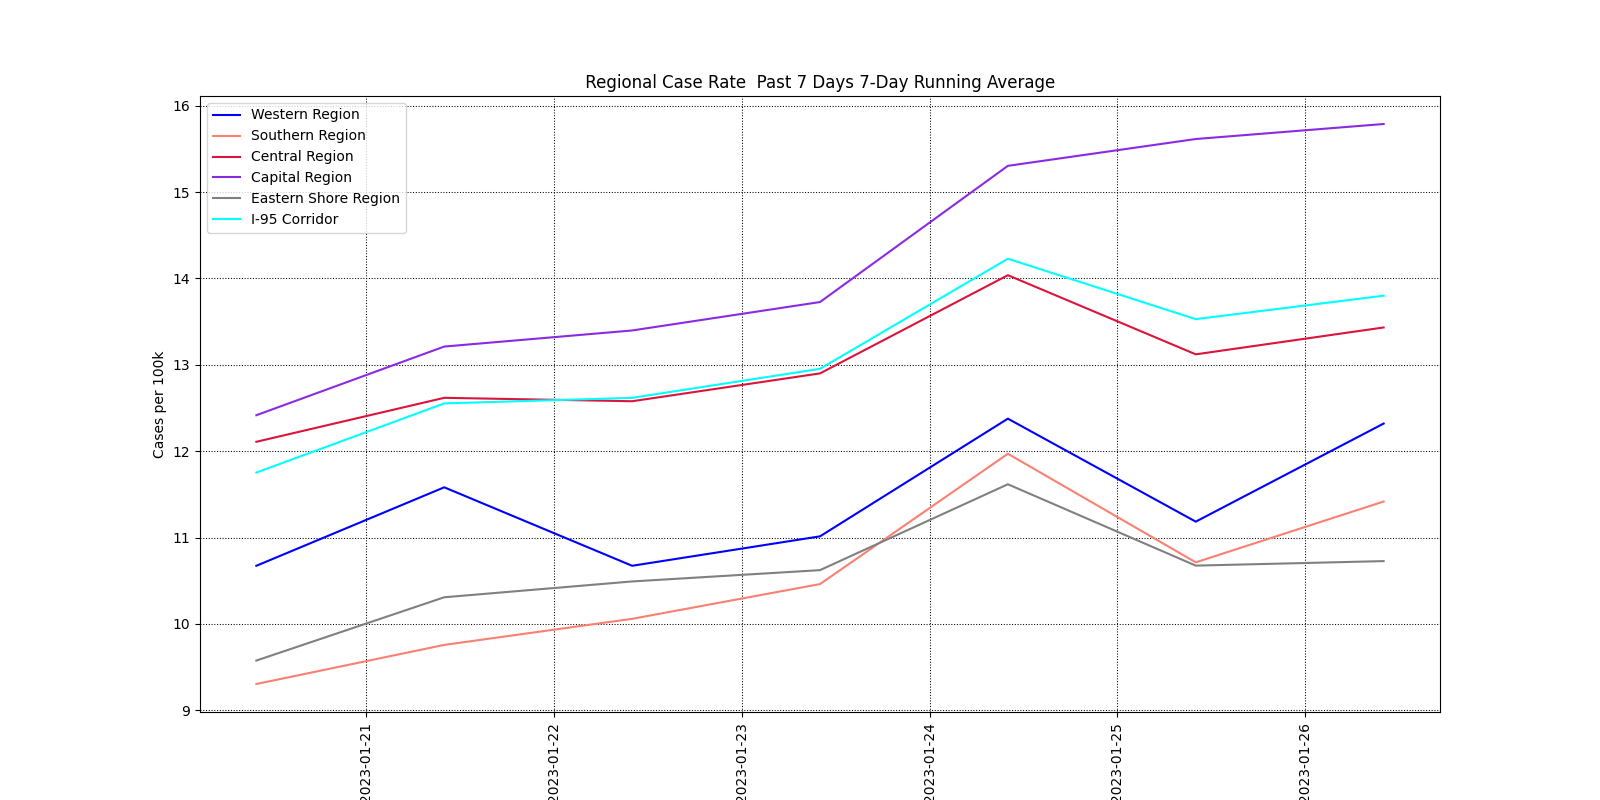 Regional Case Rate  Past 7 Days 7-Day Running Average
Western Region
Southern Region
Central Region
Capital Region
Eastern Shore Region
I-95 Corridor
Cases per 100k
16
15
14
13
12
11
10
9
2023-01-21
2023-01-22
2023-01-23
2023-01-24
2023-01-25
2023-01-26